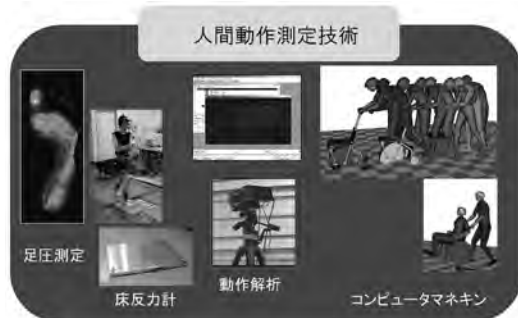 人間動作測定技術
足圧測定
床反力計
動作解析
コンピュータマネキン